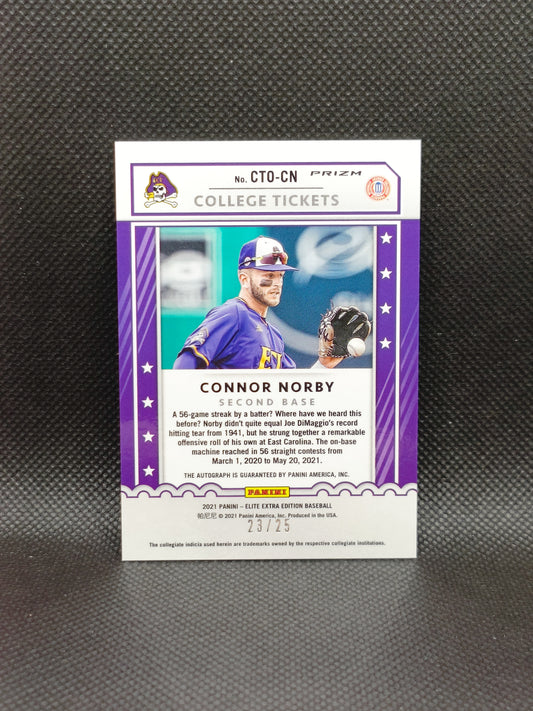 No. CTO-CN PRIZM
COLLEGE TICKETS
CONNOR NORBY
SECOND BASE
A 56-game streak by a batter? Where have we heard this
before? Norby didn't quite equal Joe DiMaggio's record
hitting tear from 1941, but he strung together a remarkable
offensive roll of his own at East Carolina. The on-base
machine reached in 56 straight contests from
March 1, 2020 to May 20, 2021.
THE AUTOGRAPH IS GUARANTEED BY PANINI AMERICA, INC.
PANINI
2021 PANINI – ELITE EXTRA EDITION BASEBALL
帕尼尼 © 2021 Panini America, Inc. Produced in the USA.
23/25
The collegiate indicia used herein are trademarks owned by the respective collegiate institutions.